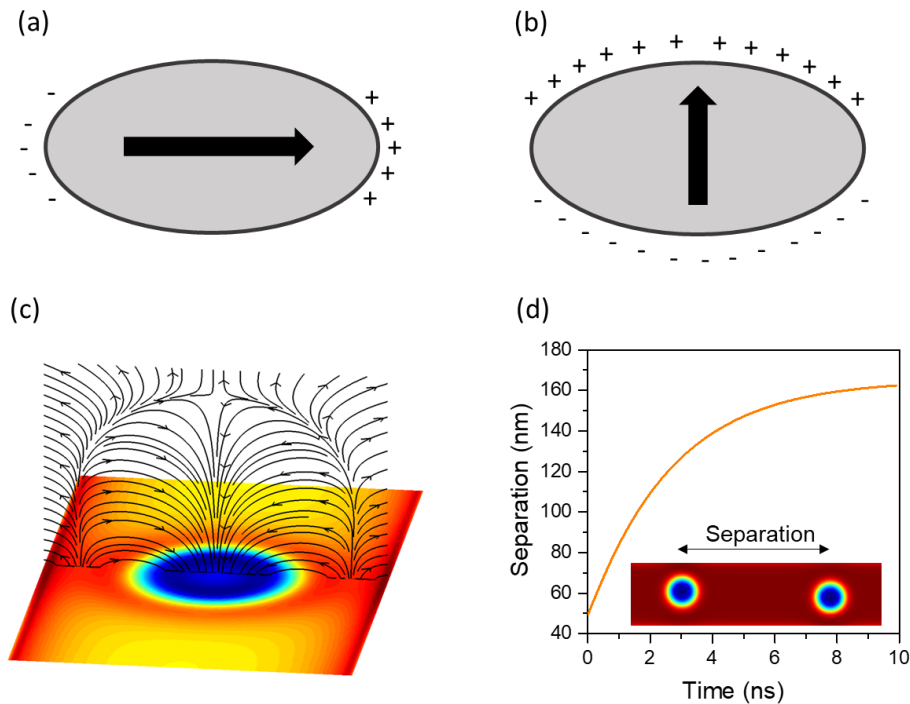 (a)
(b)
- - - - -
+ + + + +
+ + + + + + + + + + +
- - - - - - - - - - -
(c)
(d)
180
160
140
120
100
80
60
40
Separation (nm)
Separation
0 2 4 6 8 10
Time (ns)